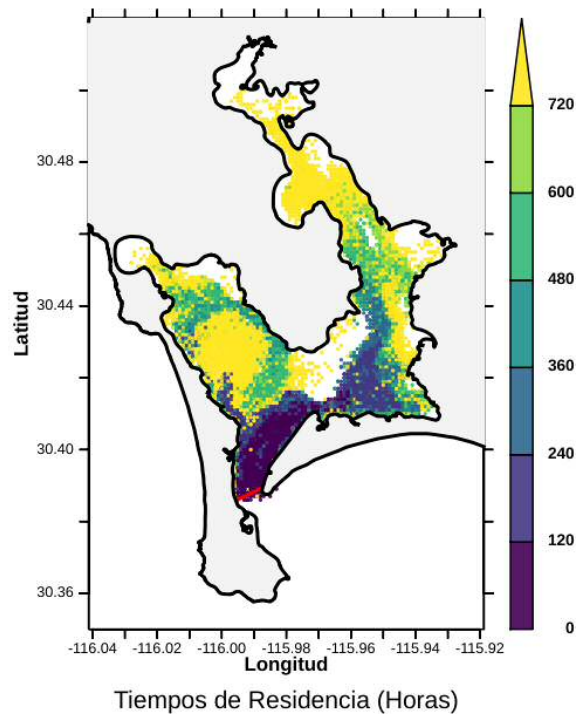 720
600
480
360
240
120
0
30.48
30.44
30.40
30.36
Latitud
-116.04 -116.02 -116.00 -115.98 -115.96 -115.94 -115.92
Longitud
Tiempos de Residencia (Horas)